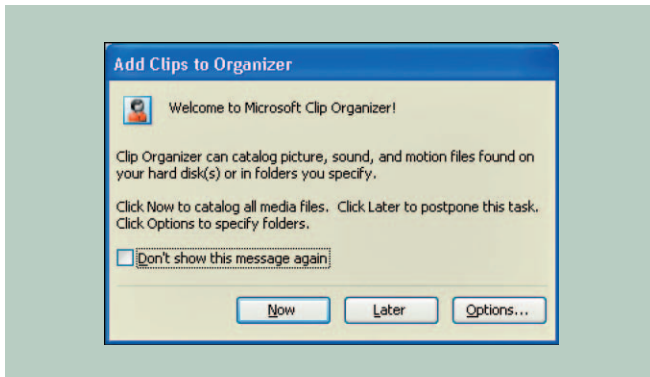 Add Clips to Organizer
Welcome to Microsoft Clip Organizer!
Clip Organizer can catalog picture, sound, and motion files found on
your hard disk(s) or in folders you specify.
Click Now to catalog all media files.  Click Later to postpone this task.
Click Options to specify folders.
Don't show this message again
Now
Later
Options...